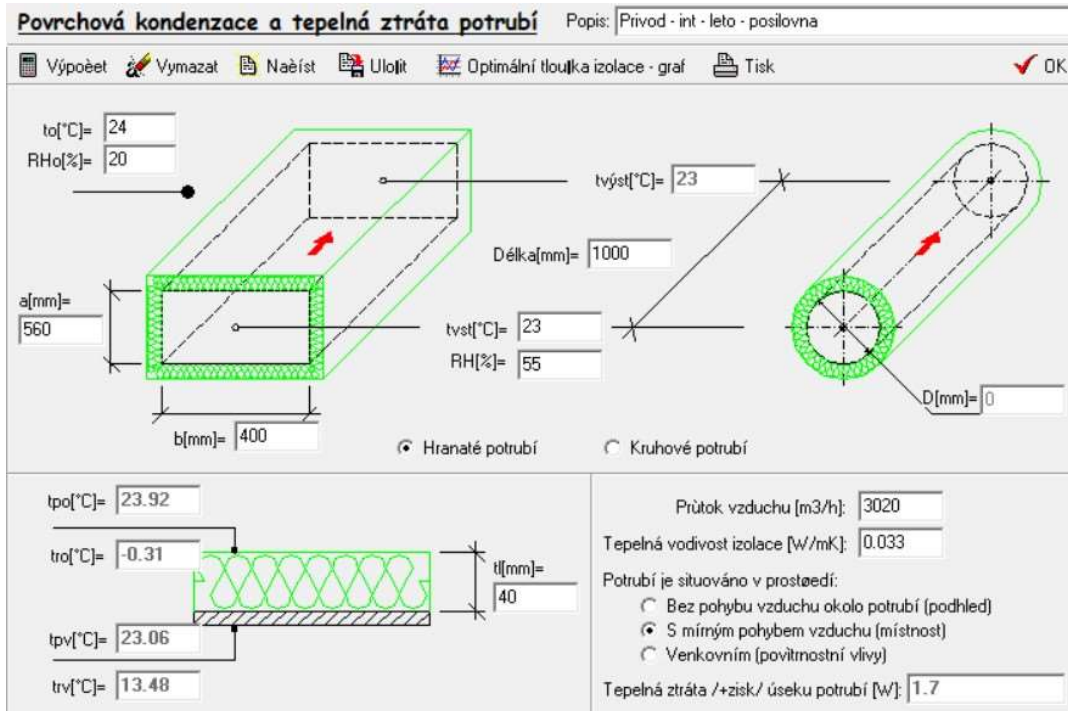 Povrchová kondenzace a tepelná ztráta potrubí Popis: Privod - int - leto - posilovna
Výpoèet Vymazat Naèíst Uložit Optimální tlouška izolace - graf Tisk OK
to[°C]= 24
RHo[%]= 20
tvýst[°C]= 23
Délka[mm]= 1000
a[mm]=
560
tvst[°C]= 23
RH[%]= 55
D[mm]= 0
b[mm]= 400
Hranaté potrubí Kruhové potrubí
tpo[°C]= 23.92
tro[°C]= -0.31
tl[mm]=
40
tpv[°C]= 23.06
trv[°C]= 13.48
Prùtok vzduchu [m3/h]: 3020
Tepelná vodivost izolace [W/mK]: 0.033
Potrubí je situováno v prostøedí:
Bez pohybu vzduchu okolo potrubí (podhled)
S mírným pohybem vzduchu (místnost)
Venkovním (povìtrnostní vlivy)
Tepelná ztráta /+zisk/ úseku potrubí [W]: 1.7